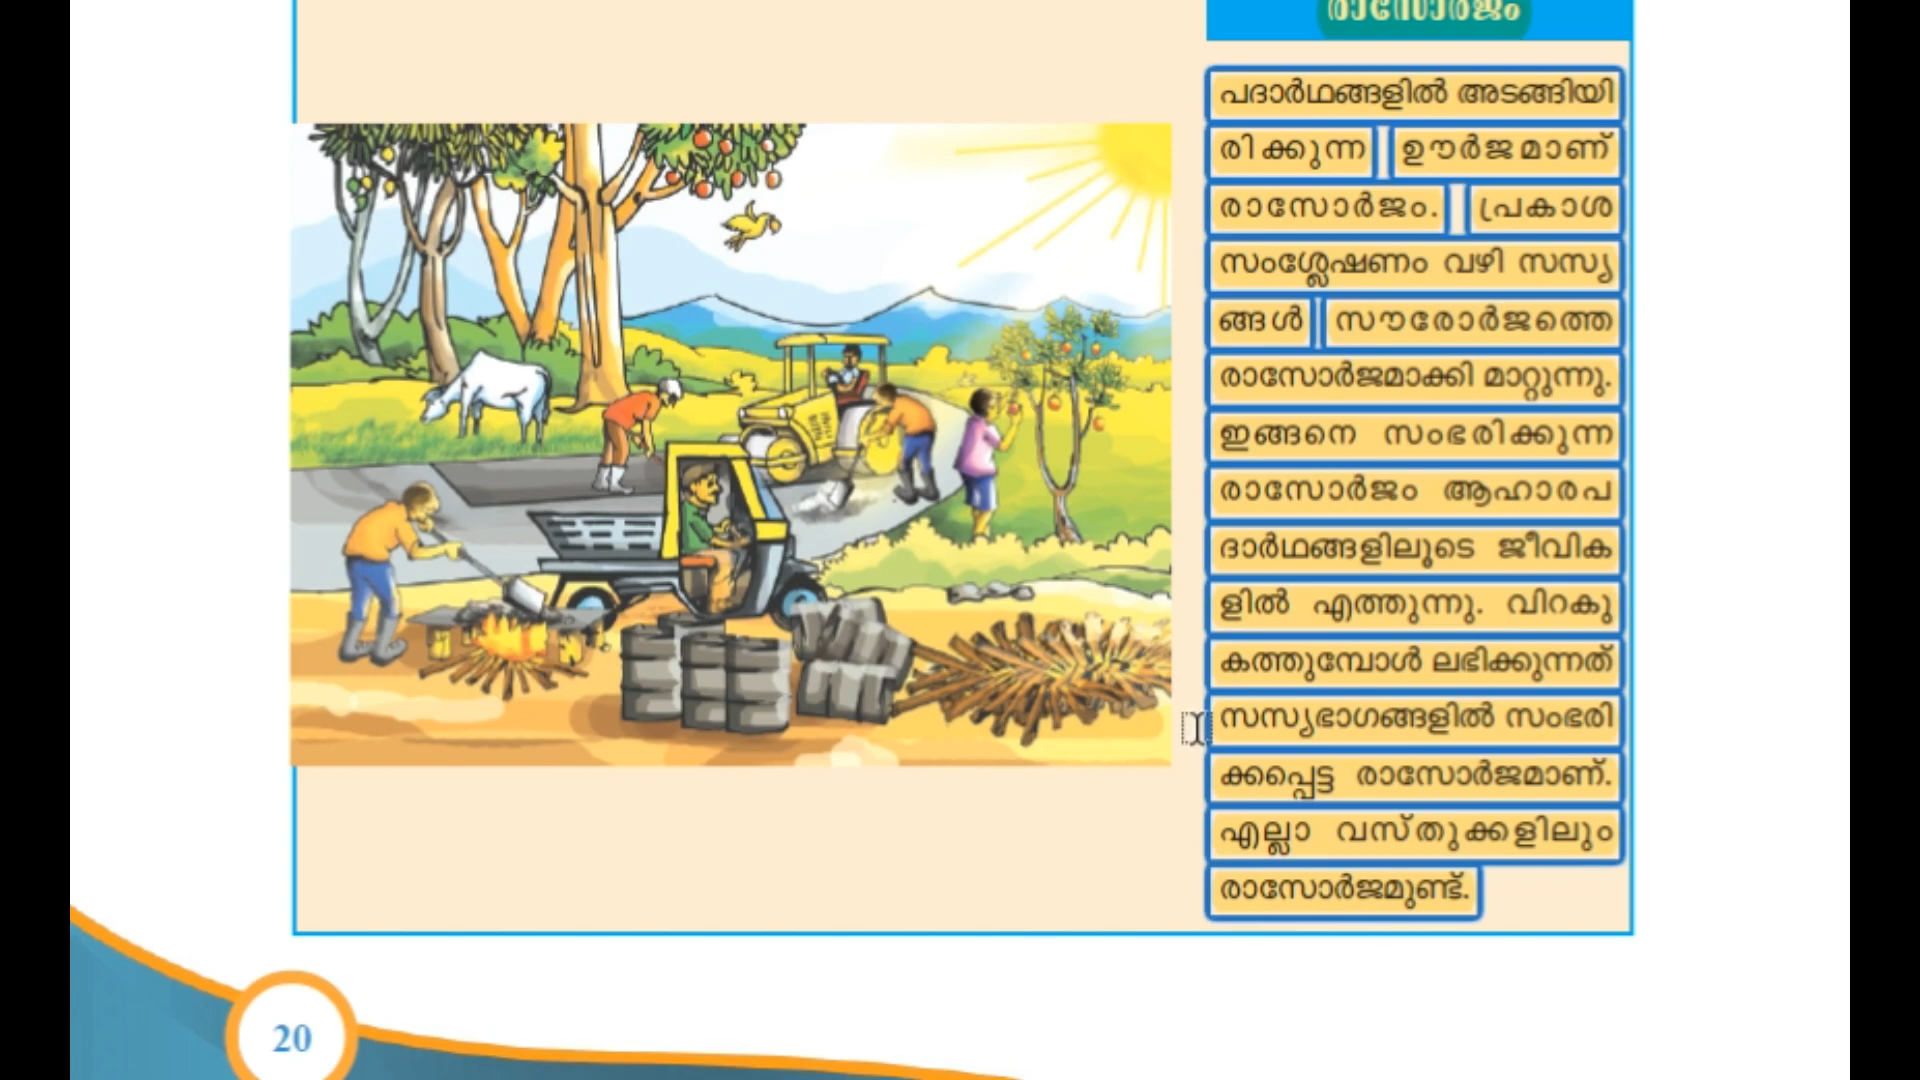 രാസോർജം
പദാർഥങ്ങളിൽ അടങ്ങിയി
രിക്കുന്ന ഊർജമാണ്
രാസോർജം. പ്രകാശ
സംശ്ലേഷണം വഴി സസ്യ
ങ്ങൾ സൗരോർജത്തെ
രാസോർജമാക്കി മാറ്റുന്നു.
ഇങ്ങനെ സംഭരിക്കുന്ന
രാസോർജം ആഹാരപ
ദാർഥങ്ങളിലൂടെ ജീവിക
ളിൽ എത്തുന്നു. വിറകു
കത്തുമ്പോൾ ലഭിക്കുന്നത്
സസ്യഭാഗങ്ങളിൽ സംഭരി
ക്കപ്പെട്ട രാസോർജമാണ്.
എല്ലാ വസ്തുക്കളിലും
രാസോർജമുണ്ട്.
20